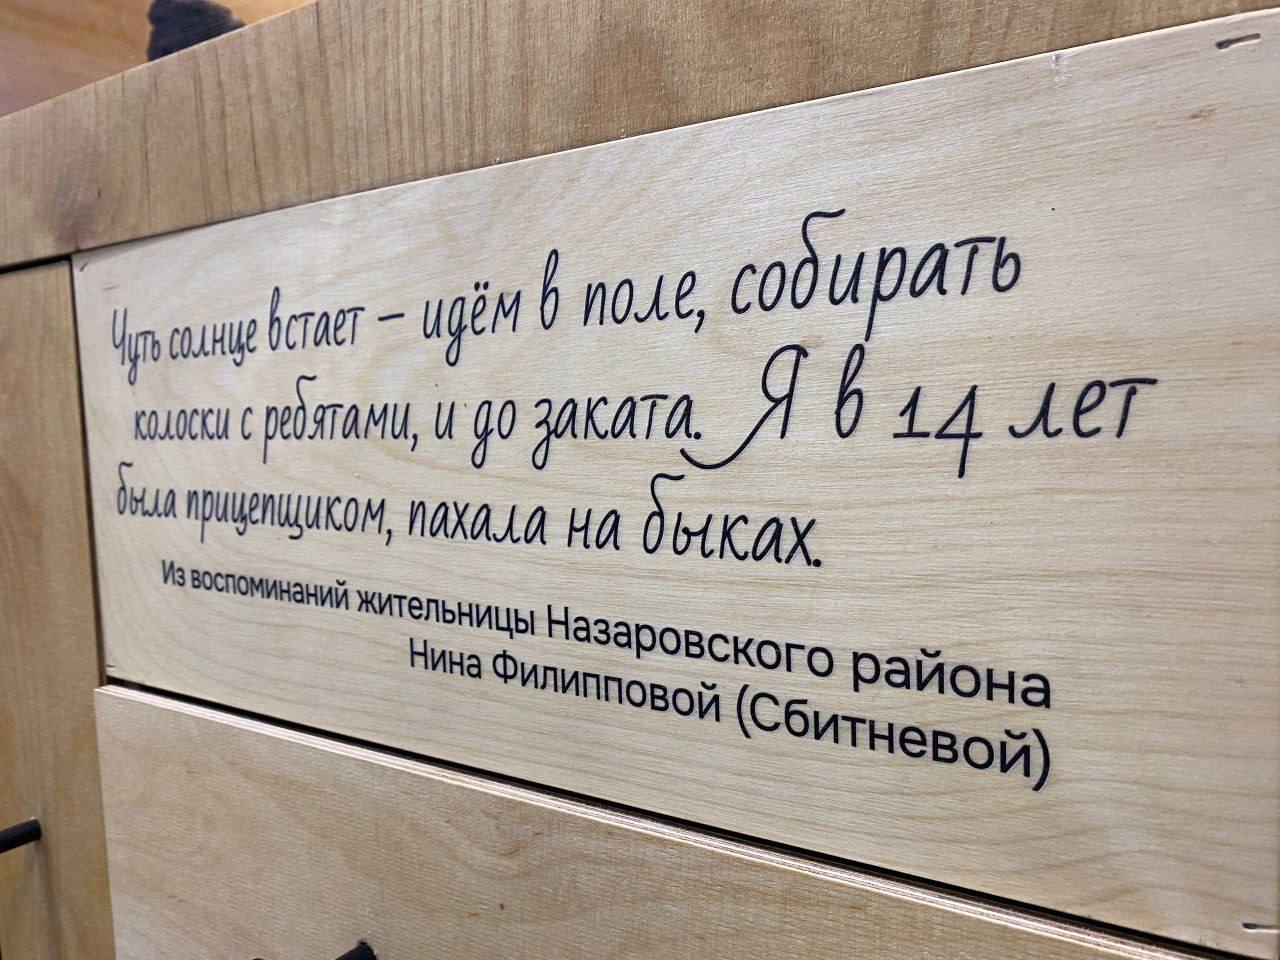 Чуть солнце встает – идём в поле, собирать
колоски с ребятами, и до заката. Я в 14 лет
была прицепщиком, пахала на быках.
Из воспоминаний жительницы Назаровского района
Нина Филипповой (Сбитневой)